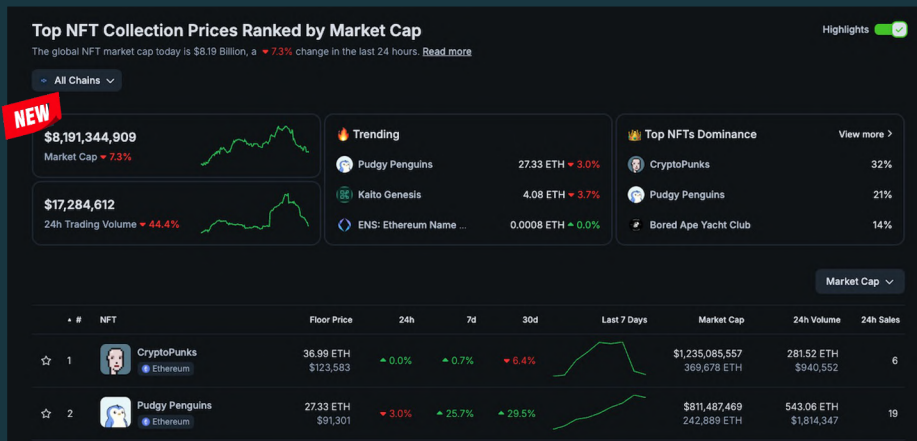 Top NFT Collection Prices Ranked by Market Cap
Highlights
The global NFT market cap today is $8.19 Billion, a 7.3% change in the last 24 hours. Read more
All Chains
NEW
$8,191,344,909
Market Cap 7.3%
$17,284,612
24h Trading Volume 44.4%
Trending
Pudgy Penguins 27.33 ETH 3.0%
Kaito Genesis 4.08 ETH 3.7%
ENS: Ethereum Name ... 0.0008 ETH 0.0%
Top NFTs Dominance View more
CryptoPunks 32%
Pudgy Penguins 21%
Bored Ape Yacht Club 14%
Market Cap
# NFT Floor Price 24h 7d 30d Last 7 Days Market Cap 24h Volume 24h Sales
1 CryptoPunks 36.99 ETH 0.0% 0.7% 6.4% $1,235,085,557 281.52 ETH 6
Ethereum $123,583 369,678 ETH $940,552
2 Pudgy Penguins 27.33 ETH 3.0% 25.7% 29.5% $811,487,469 543.06 ETH 19
Ethereum $91,301 242,889 ETH $1,814,347